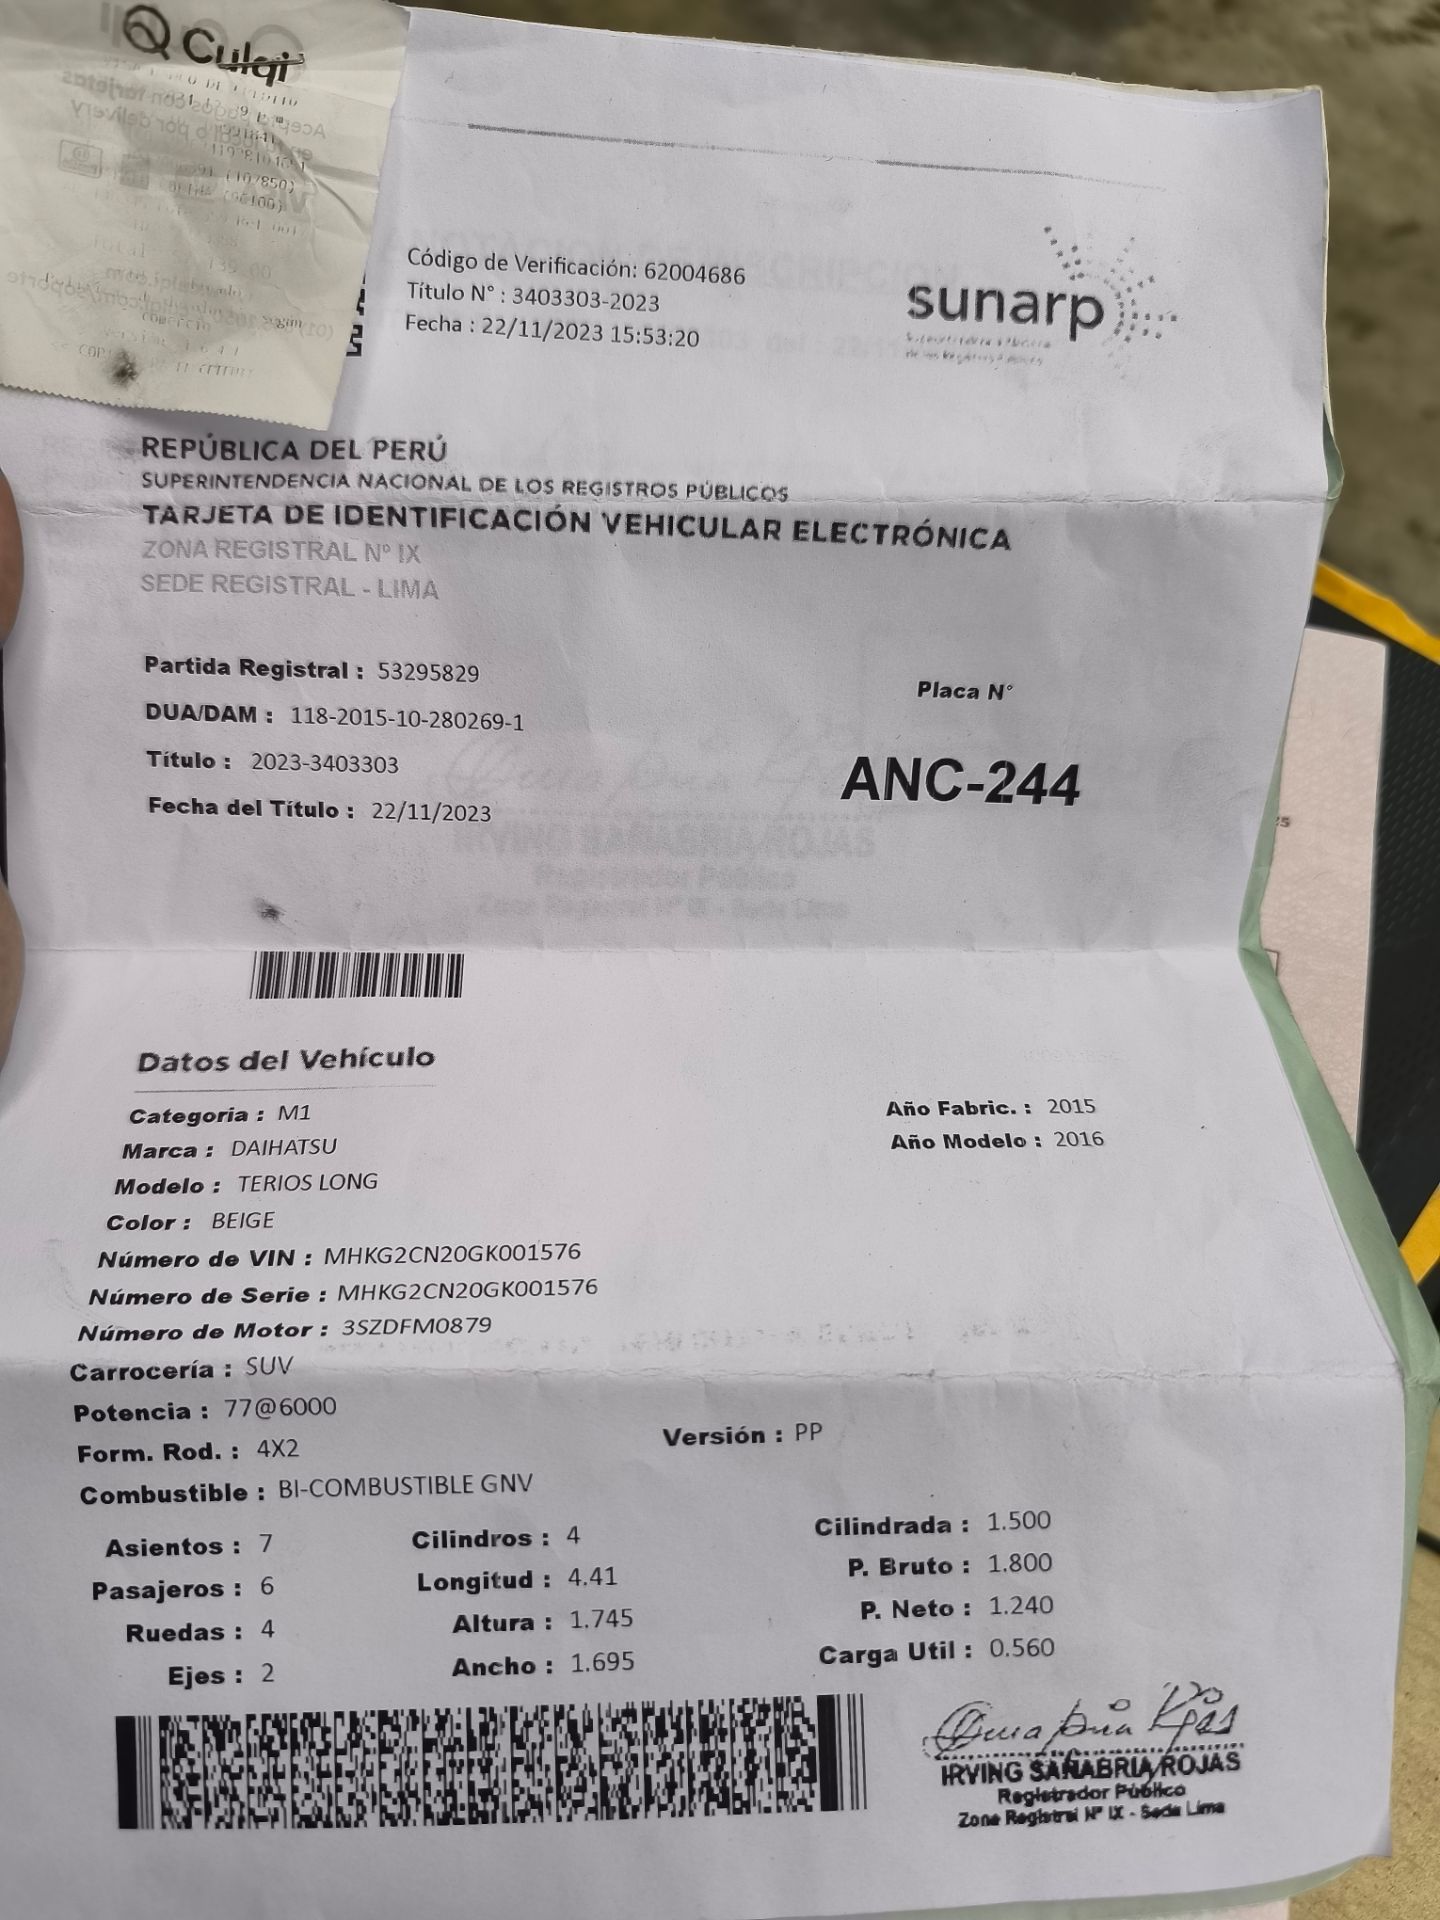 Culqi
Código de Verificación: 62004686
Título N° : 3403303-2023
Fecha : 22/11/2023 15:53:20
sunarp
REPÚBLICA DEL PERÚ
SUPERINTENDENCIA NACIONAL DE LOS REGISTROS PÚBLICOS
TARJETA DE IDENTIFICACIÓN VEHICULAR ELECTRÓNICA
ZONA REGISTRAL Nº IX
SEDE REGISTRAL - LIMA
Partida Registral : 53295829
Placa N°
DUA/DAM : 118-2015-10-280269-1
Título : 2023-3403303
ANC-244
Fecha del Título : 22/11/2023
Datos del Vehículo
Categoria : M1
Año Fabric. : 2015
Marca : DAIHATSU
Año Modelo : 2016
Modelo : TERIOS LONG
Color : BEIGE
Número de VIN : MHKG2CN20GK001576
Número de Serie : MHKG2CN20GK001576
Número de Motor : 3SZDFM0879
Carrocería : SUV
Potencia : 77@6000
Form. Rod. : 4X2
Versión : PP
Combustible : BI-COMBUSTIBLE GNV
Asientos : 7 Cilindros : 4 Cilindrada : 1.500
Pasajeros : 6 Longitud : 4.41 P. Bruto : 1.800
Ruedas : 4 Altura : 1.745 P. Neto : 1.240
Ejes : 2 Ancho : 1.695 Carga Util : 0.560
IRVING SAÑABRIA ROJAS
Registrador Público
Zona Registral Nº IX - Sede Lima